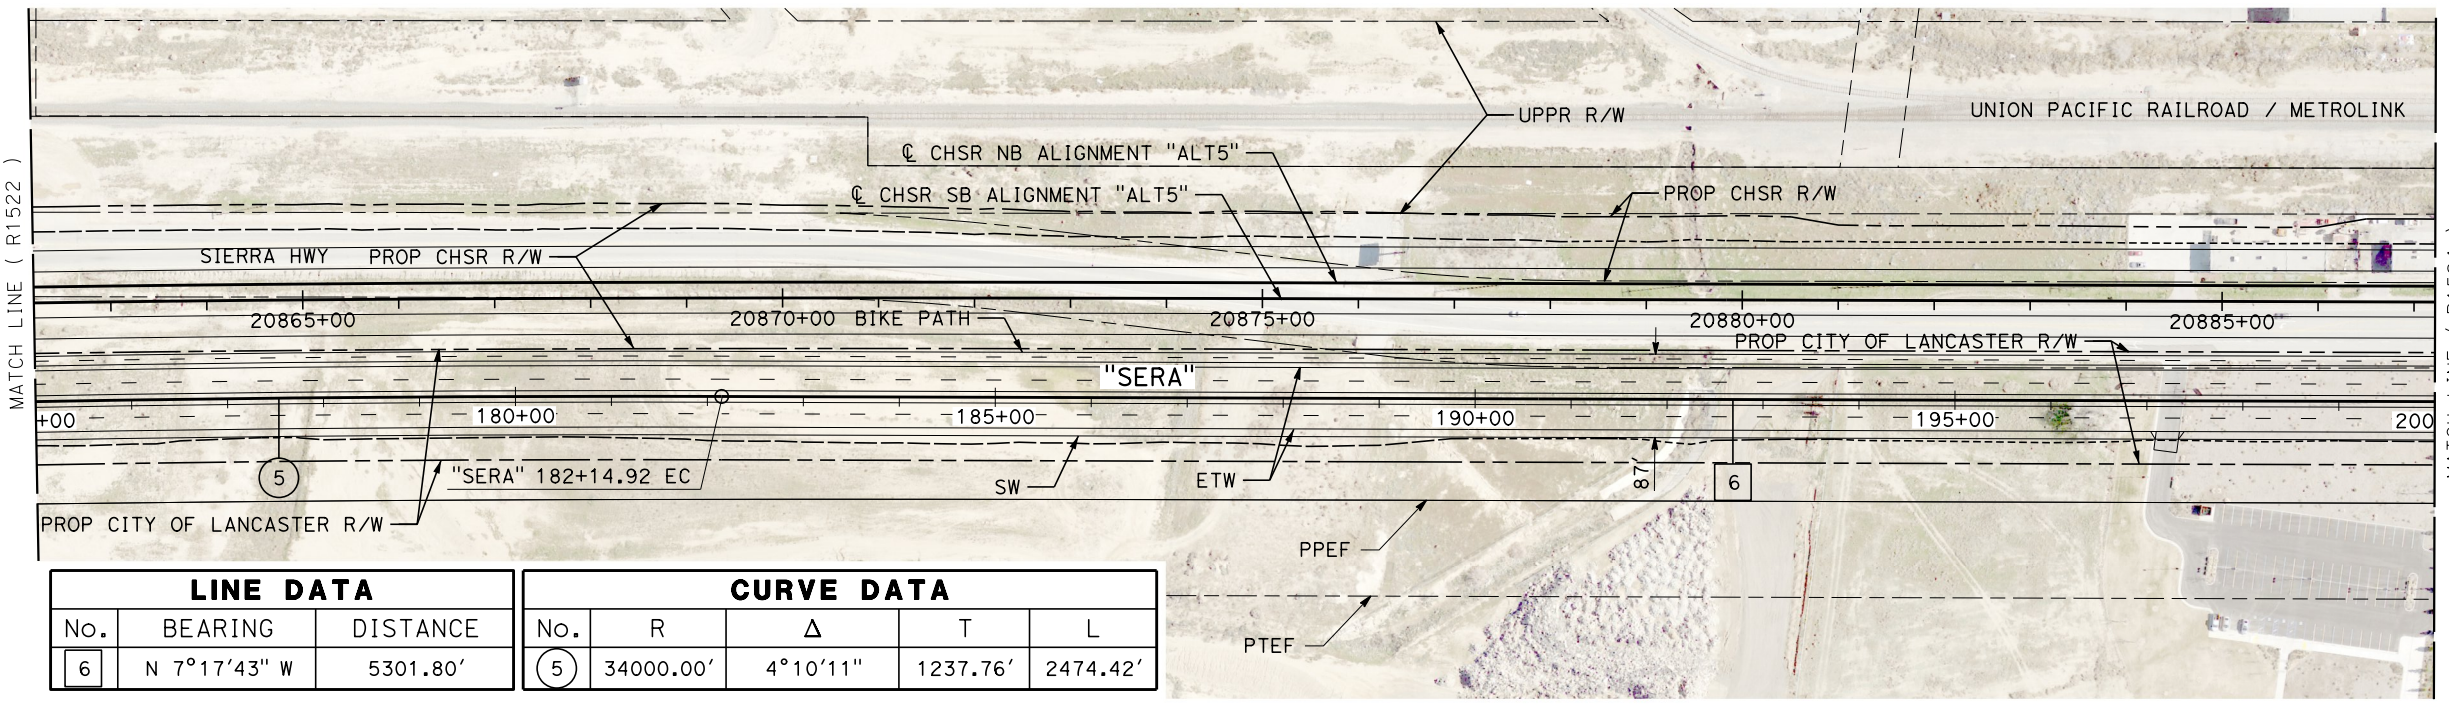 UPPR R/W
UNION PACIFIC RAILROAD / METROLINK
℄ CHSR NB ALIGNMENT "ALT5"
℄ CHSR SB ALIGNMENT "ALT5"
PROP CHSR R/W
MATCH LINE ( R1522 )
SIERRA HWY
PROP CHSR R/W
20865+00
20870+00
BIKE PATH
20875+00
20880+00
20885+00
PROP CITY OF LANCASTER R/W
"SERA"
+00
180+00
185+00
190+00
195+00
200
5
"SERA" 182+14.92 EC
SW
ETW
87'
6
PROP CITY OF LANCASTER R/W
PPEF
PTEF
LINE DATA
No. BEARING DISTANCE
6 N 7°17'43" W 5301.80'
CURVE DATA
No. R Δ T L
5 34000.00' 4°10'11" 1237.76' 2474.42'